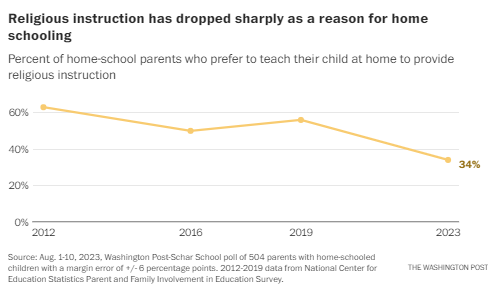 Religious instruction has dropped sharply as a reason for home
schooling
Percent of home-school parents who prefer to teach their child at home to provide
religious instruction
60%
40%
20%
0%
34%
2012
2016
2019
2023
Source: Aug. 1-10, 2023, Washington Post-Schar School poll of 504 parents with home-schooled
children with a margin error of +/- 6 percentage points. 2012-2019 data from National Center for
Education Statistics Parent and Family Involvement in Education Survey.
THE WASHINGTON POST